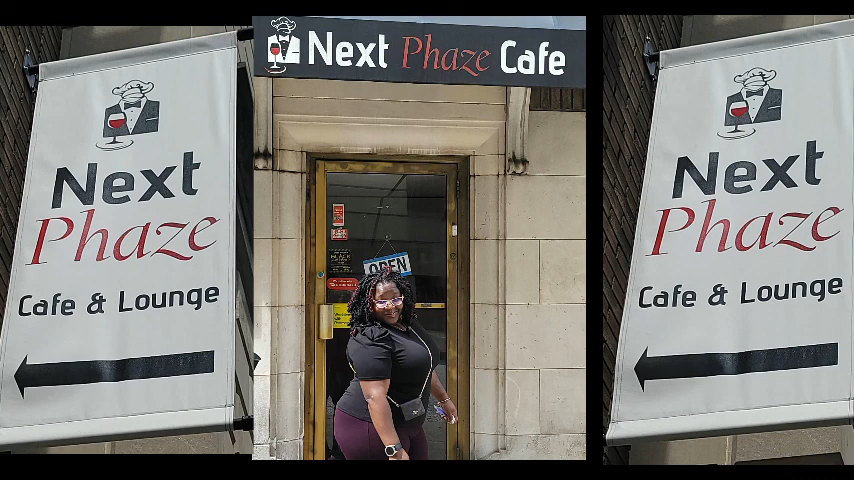 Next
Phaze
Cafe & Lounge
Next Phaze Cafe
OPEN
Next
Phaze
Cafe & Lounge